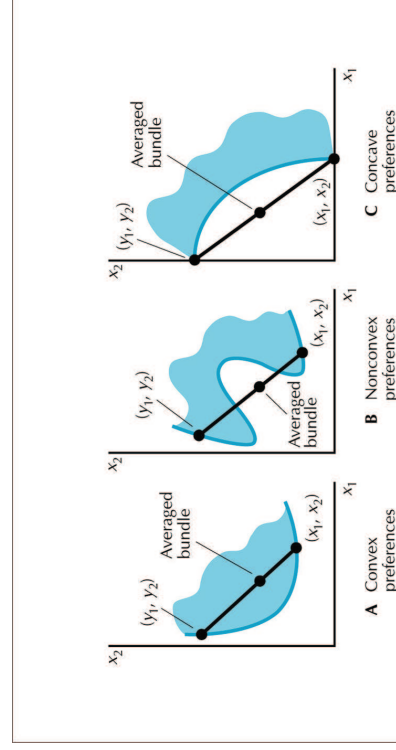 x₂
(y₁, y₂)
Averaged
bundle
(x₁, x₂)
x₁
A Convex
preferences
x₂
(y₁, y₂)
Averaged
bundle
(x₁, x₂)
x₁
B Nonconvex
preferences
x₂
(y₁, y₂)
Averaged
bundle
(x₁, x₂)
x₁
C Concave
preferences